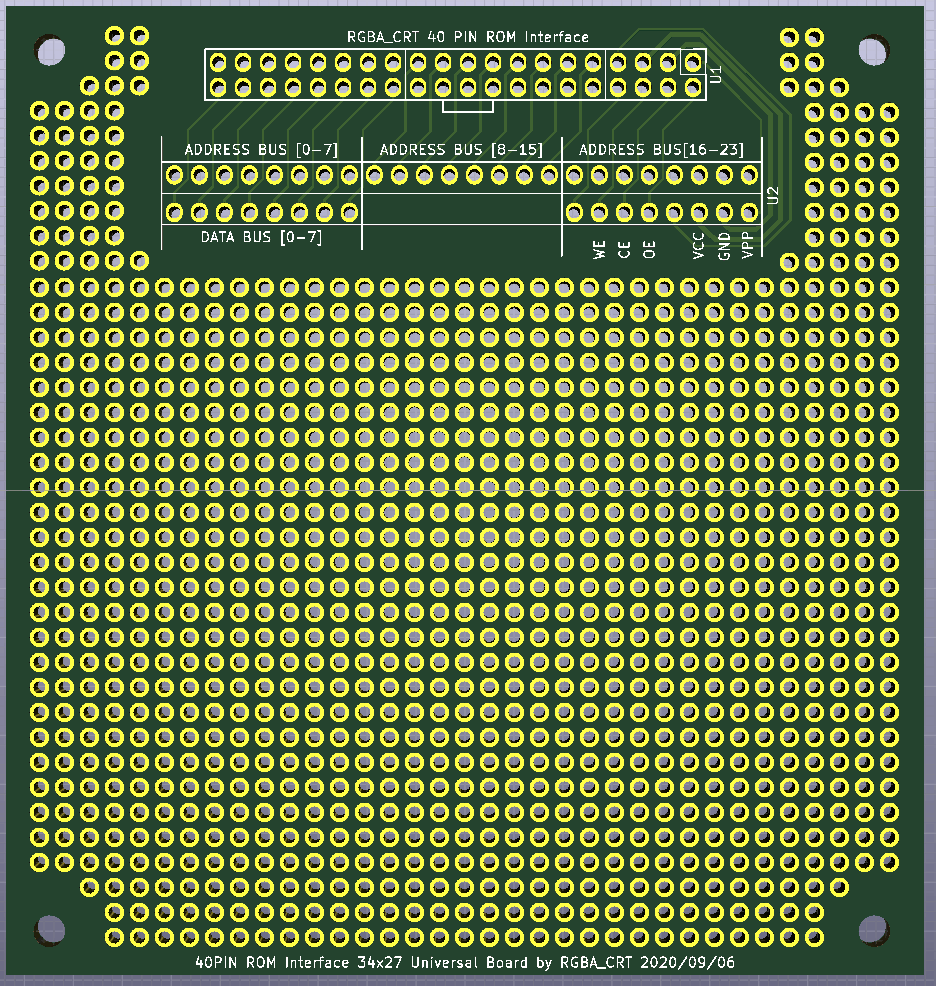 RGBA_CRT 40 PIN ROM Interface
U1
ADDRESS BUS [0-7]
ADDRESS BUS [8-15]
ADDRESS BUS[16-23]
U2
DATA BUS [0-7]
WE
CE
OE
VCC
GND
VPP
40PIN ROM Interface 34x27 Universal Board by RGBA_CRT 2020/09/06